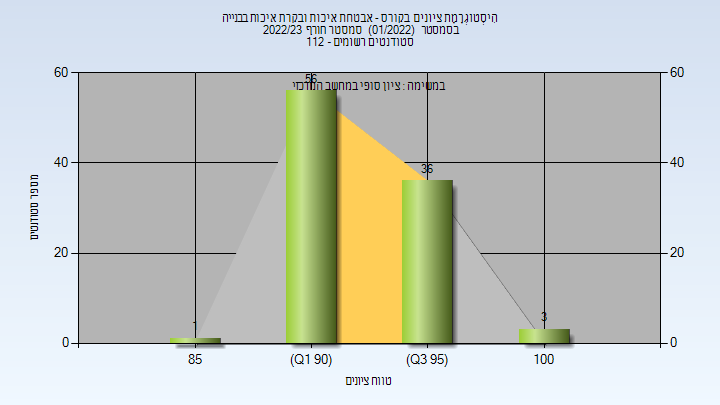 היסטוגרמת ציונים בקורס - אבטחת איכות ובקרת איכות בבנייה
בסמסטר (01/2022) סמסטר חורף 2022/23
סטודנטים רשומים - 112
במשימה : ציון סופי במחשב המרכזי
60
40
20
0
60
40
20
0
1
56
36
3
85
(Q1 90)
(Q3 95)
100
מספר סטודנטים
טווח ציונים